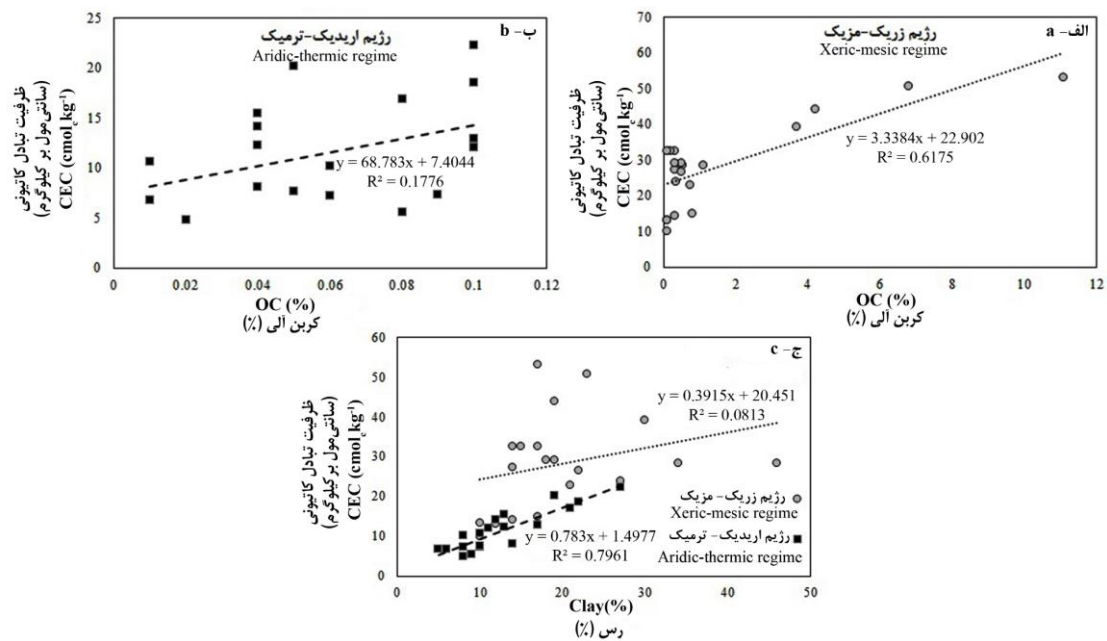 b - ب
رژیم اریدیک-ترمیک
Aridic-thermic regime
ظرفیت تبادل کاتیونی
(سانتی‌مول بر کیلوگرم)
CEC (cmolckg-1)
25
20
15
10
5
0
y = 68.783x + 7.4044
R² = 0.1776
0 0.02 0.04 0.06 0.08 0.1 0.12
OC (%)
کربن آلی (٪)
a - الف
رژیم زریک-مزیک
Xeric-mesic regime
ظرفیت تبادل کاتیونی
(سانتی‌مول بر کیلوگرم)
CEC (cmolckg-1)
70
60
50
40
30
20
10
0
y = 3.3384x + 22.902
R² = 0.6175
0 2 4 6 8 10 12
OC (%)
کربن آلی (٪)
c - ج
ظرفیت تبادل کاتیونی
(سانتی‌مول بر کیلوگرم)
CEC (cmolckg-1)
60
50
40
30
20
10
0
y = 0.3915x + 20.451
R² = 0.0813
رژیم زریک- مزیک
Xeric-mesic regime
رژیم اریدیک- ترمیک
Aridic-thermic regime
y = 0.783x + 1.4977
R² = 0.7961
0 10 20 30 40 50
Clay(%)
رس (٪)